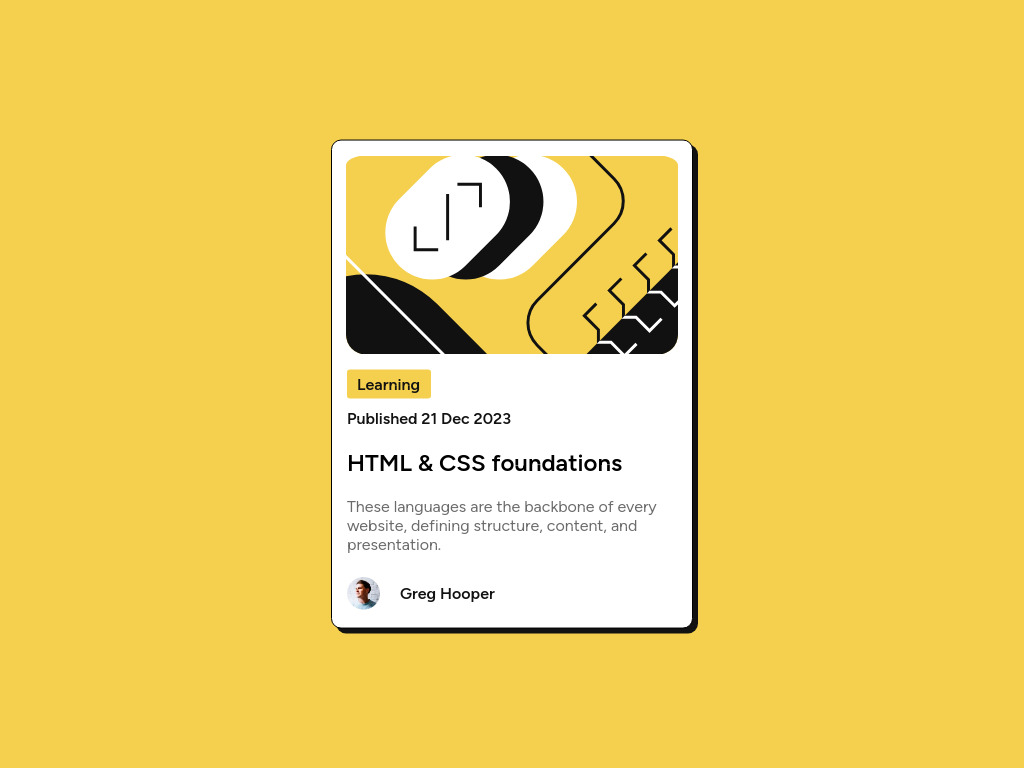 Learning
Published 21 Dec 2023
HTML & CSS foundations
These languages are the backbone of every
website, defining structure, content, and
presentation.
Greg Hooper